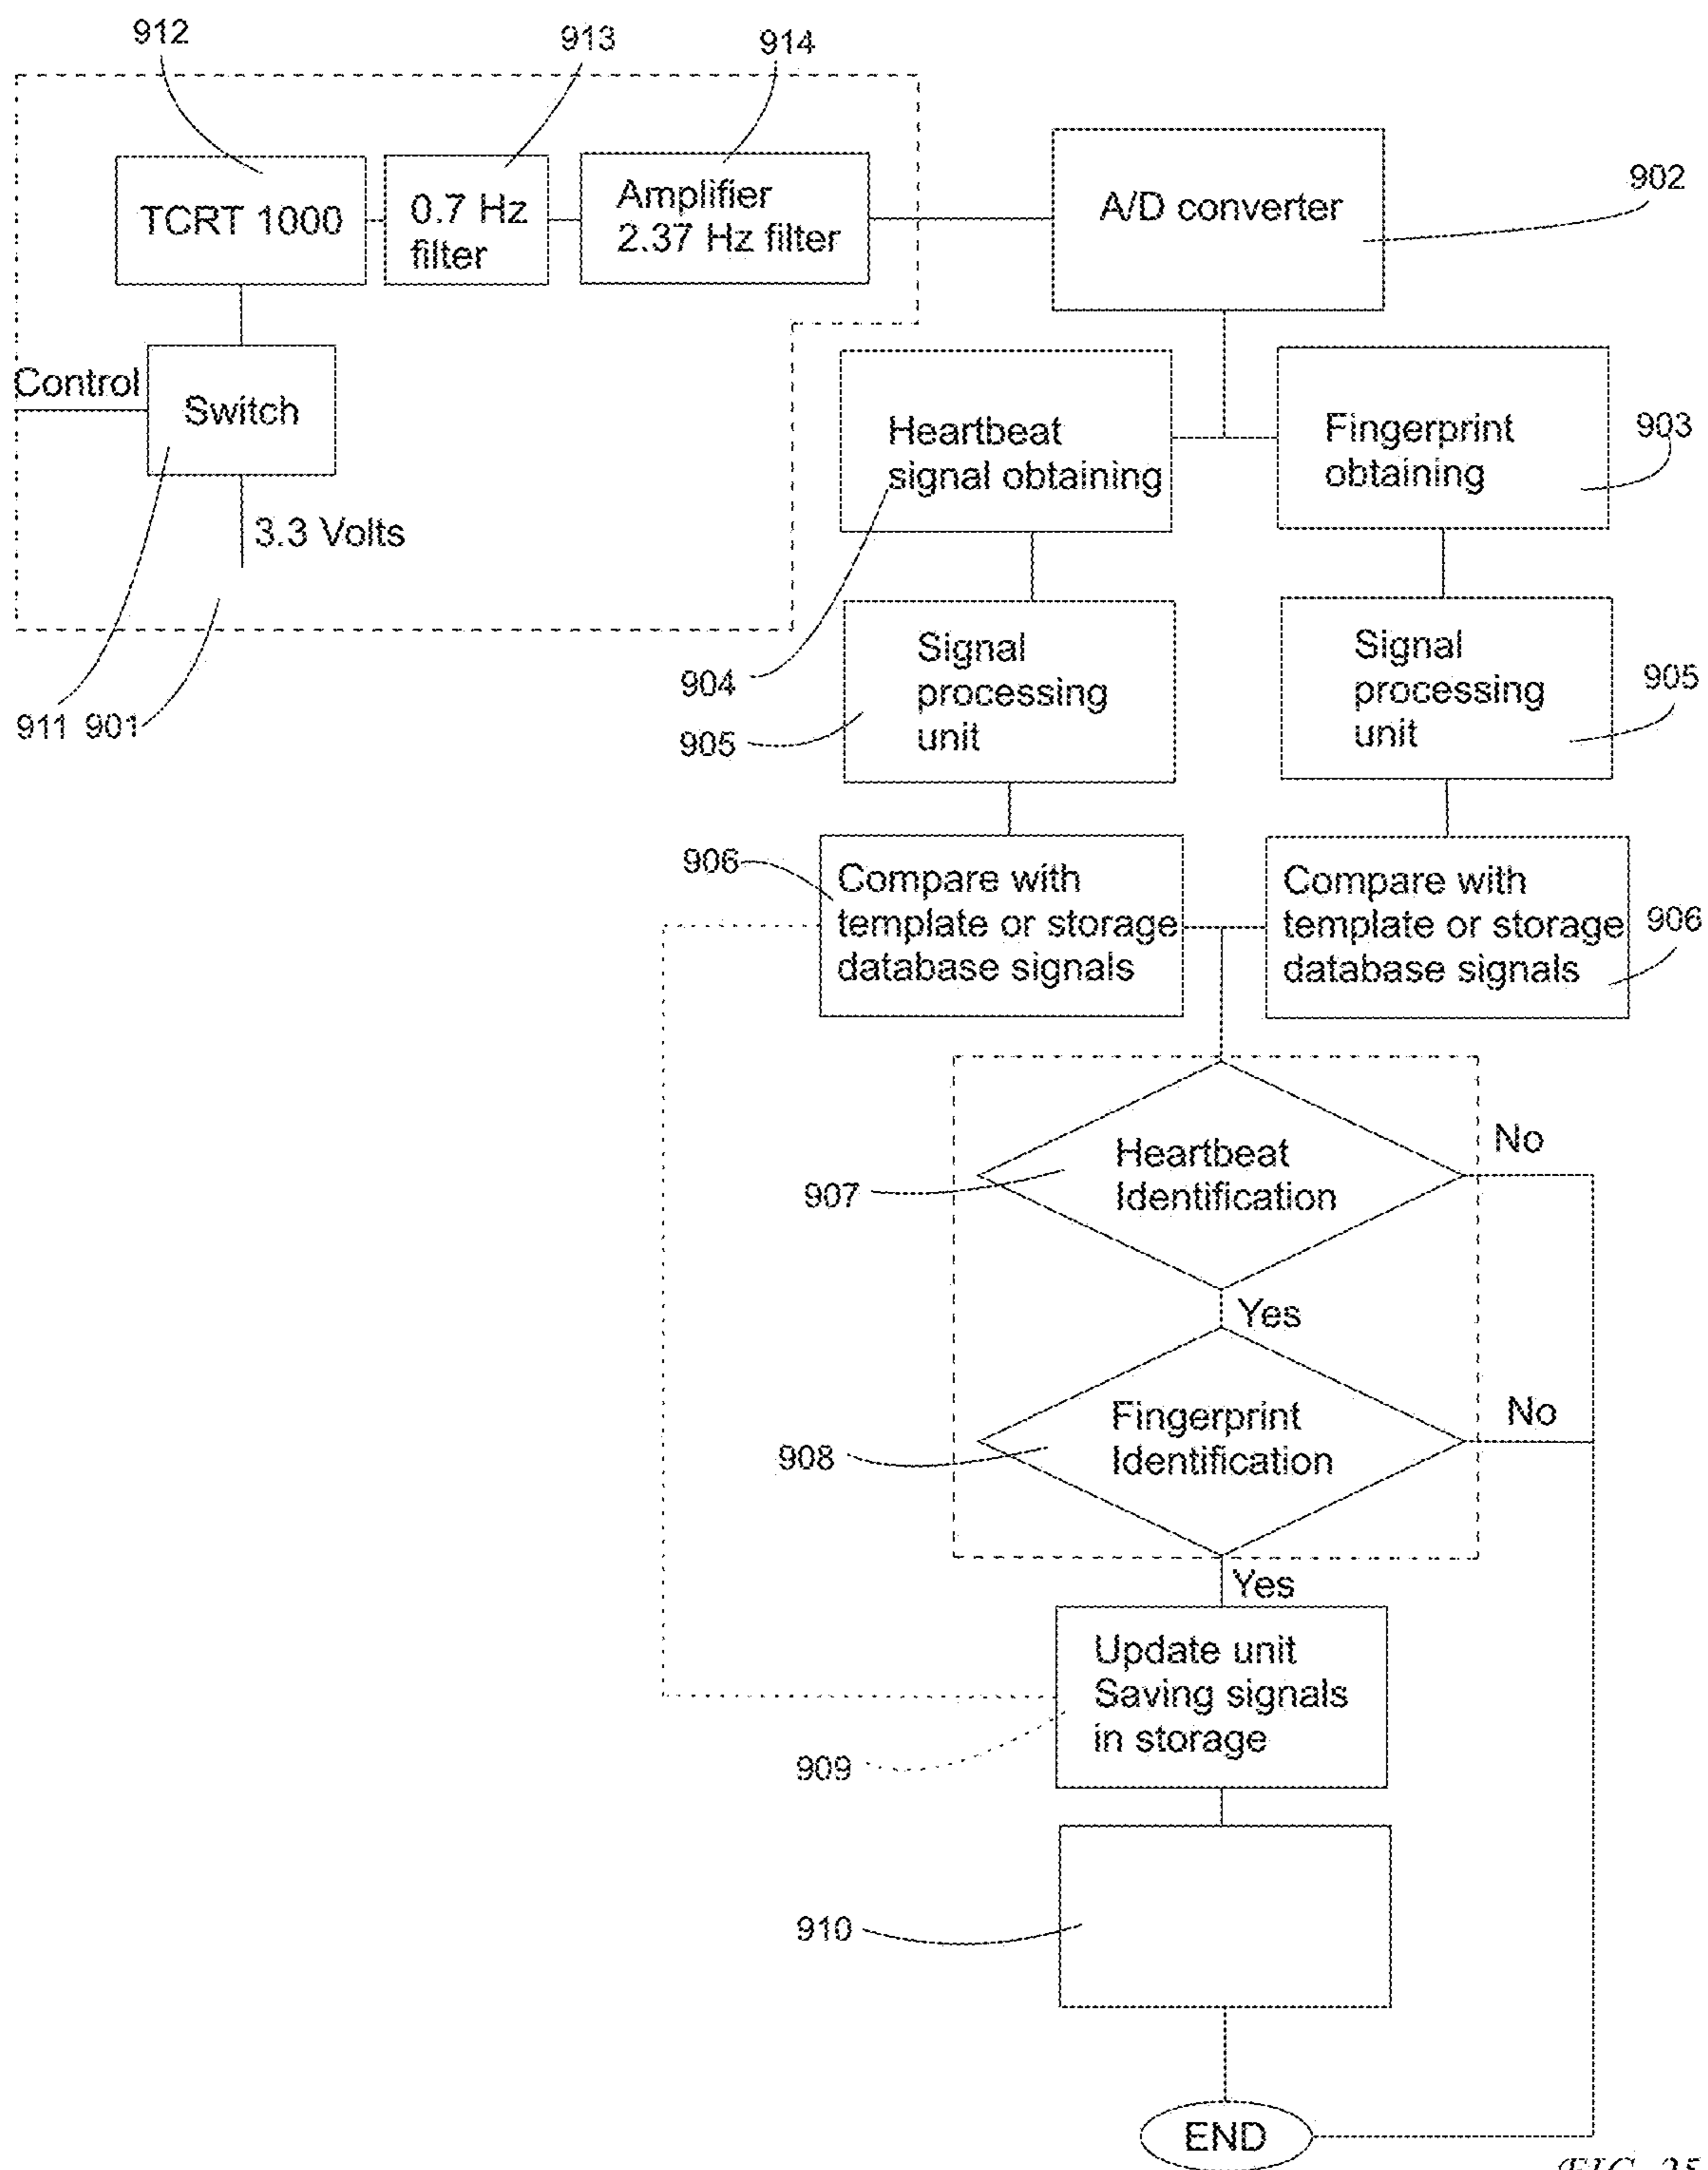 912
913
914
TCRT 1000
0.7 Hz
filter
Amplifier
2.37 Hz filter
A/D converter
902
Control
Switch
3.3 Volts
911
901
Heartbeat
signal obtaining
Fingerprint
obtaining
903
904
905
Signal
processing
unit
Signal
processing
unit
905
906
Compare with
template or storage
database signals
Compare with
template or storage
database signals
906
907
Heartbeat
Identification
No
Yes
908
Fingerprint
Identification
No
Yes
Update unit
Saving signals
in storage
909
910
END
FIG. 25